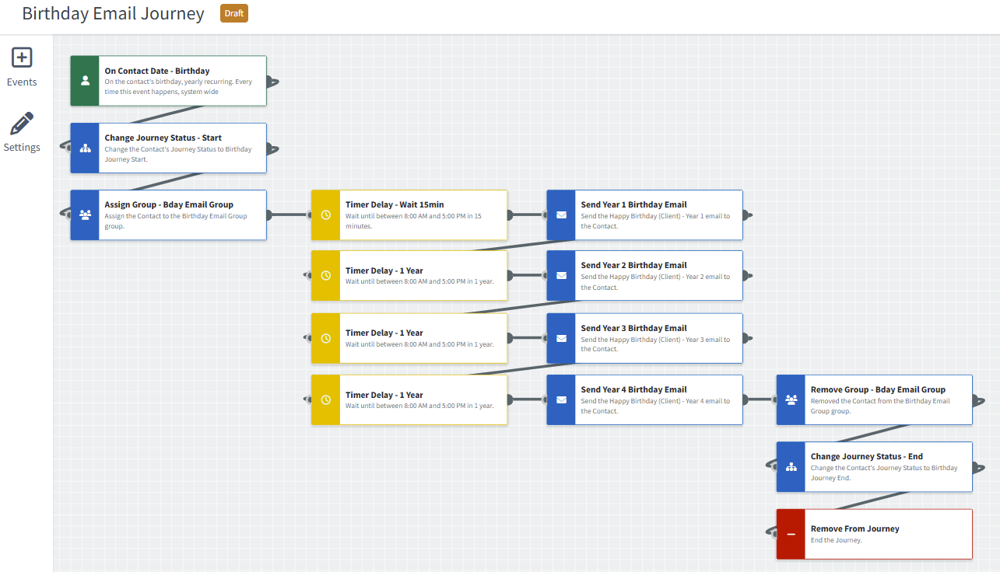 Birthday Email Journey
Draft
Events
Settings
On Contact Date - Birthday
On the contact's birthday, yearly recurring. Every
time this event happens, system wide
Change Journey Status - Start
Change the Contact's Journey Status to Birthday
Journey Start.
Assign Group - Bday Email Group
Assign the Contact to the Birthday Email Group
group.
Timer Delay - Wait 15min
Wait until between 8:00 AM and 5:00 PM in 15
minutes.
Send Year 1 Birthday Email
Send the Happy Birthday (Client) - Year 1 email to
the Contact.
Timer Delay - 1 Year
Wait until between 8:00 AM and 5:00 PM in 1 year.
Send Year 2 Birthday Email
Send the Happy Birthday (Client) - Year 2 email to
the Contact.
Timer Delay - 1 Year
Wait until between 8:00 AM and 5:00 PM in 1 year.
Send Year 3 Birthday Email
Send the Happy Birthday (Client) - Year 3 email to
the Contact.
Timer Delay - 1 Year
Wait until between 8:00 AM and 5:00 PM in 1 year.
Send Year 4 Birthday Email
Send the Happy Birthday (Client) - Year 4 email to
the Contact.
Remove Group - Bday Email Group
Removed the Contact from the Birthday Email
Group group.
Change Journey Status - End
Change the Contact's Journey Status to Birthday
Journey End.
Remove From Journey
End the Journey.